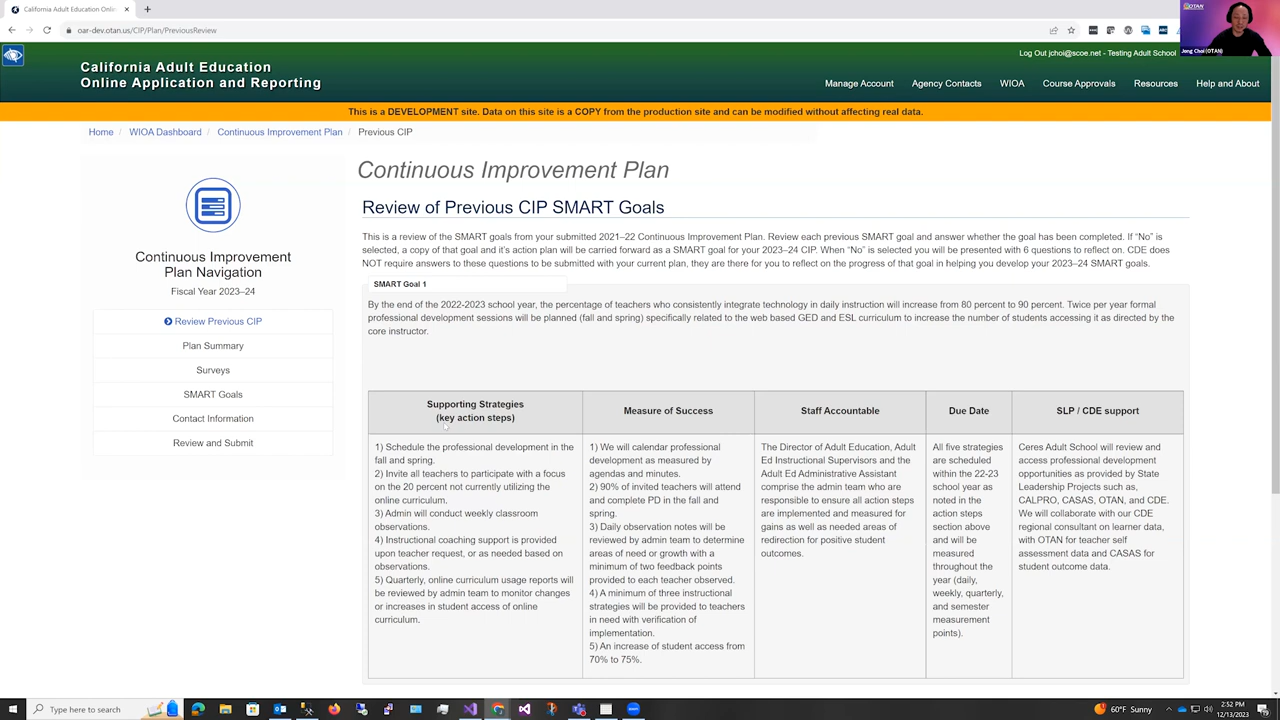 California Adult Education Onlin
oar-dev.otan.us/CIP/Plan/PreviousReview
OTAN
Jong Choi (OTAN)
Log Out jchoi@scoe.net - Testing Adult School
California Adult Education
Online Application and Reporting
Manage Account Agency Contacts WIOA Course Approvals Resources Help and About
This is a DEVELOPMENT site. Data on this site is a COPY from the production site and can be modified without affecting real data.
Home / WIOA Dashboard / Continuous Improvement Plan / Previous CIP
Continuous Improvement
Plan Navigation
Fiscal Year 2023–24
Review Previous CIP
Plan Summary
Surveys
SMART Goals
Contact Information
Review and Submit
Continuous Improvement Plan
Review of Previous CIP SMART Goals
This is a review of the SMART goals from your submitted 2021–22 Continuous Improvement Plan. Review each previous SMART goal and answer whether the goal has been completed. If “No” is
selected, a copy of that goal and it’s action plan will be carried forward as a SMART goal for your 2023–24 CIP. When “No” is selected you will be presented with 6 questions to reflect on. CDE does
NOT require answers to these questions to be submitted with your current plan, they are there for you to reflect on the progress of that goal in helping you develop your 2023–24 SMART goals.
SMART Goal 1
By the end of the 2022-2023 school year, the percentage of teachers who consistently integrate technology in daily instruction will increase from 80 percent to 90 percent. Twice per year formal
professional development sessions will be planned (fall and spring) specifically related to the web based GED and ESL curriculum to increase the number of students accessing it as directed by the
core instructor.
Supporting Strategies
(key action steps)
Measure of Success
Staff Accountable
Due Date
SLP / CDE support
1) Schedule the professional development in the
fall and spring.
2) Invite all teachers to participate with a focus
on the 20 percent not currently utilizing the
online curriculum.
3) Admin will conduct weekly classroom
observations.
4) Instructional coaching support is provided
upon teacher request, or as needed based on
observations.
5) Quarterly, online curriculum usage reports will
be reviewed by admin team to monitor changes
or increases in student access of online
curriculum.
1) We will calendar professional
development as measured by
agendas and minutes.
2) 90% of invited teachers will attend
and complete PD in the fall and
spring.
3) Daily observation notes will be
reviewed by admin team to determine
areas of need or growth with a
minimum of two feedback points
provided to each teacher observed.
4) A minimum of three instructional
strategies will be provided to teachers
in need with verification of
implementation.
5) An increase of student access from
70% to 75%.
The Director of Adult Education, Adult
Ed Instructional Supervisors and the
Adult Ed Administrative Assistant
comprise the admin team who are
responsible to ensure all action steps
are implemented and measured for
gains as well as needed areas of
redirection for positive student
outcomes.
All five strategies
are scheduled
within the 22-23
school year as
noted in the
action steps
section above
and will be
measured
throughout the
year (daily,
weekly, quarterly,
and semester
measurement
points).
Ceres Adult School will review and
access professional development
opportunities as provided by State
Leadership Projects such as,
CALPRO, CASAS, OTAN, and CDE.
We will collaborate with our CDE
regional consultant on learner data,
with OTAN for teacher self
assessment data and CASAS for
student outcome data.
Type here to search
60°F Sunny
2:52 PM
12/13/2023